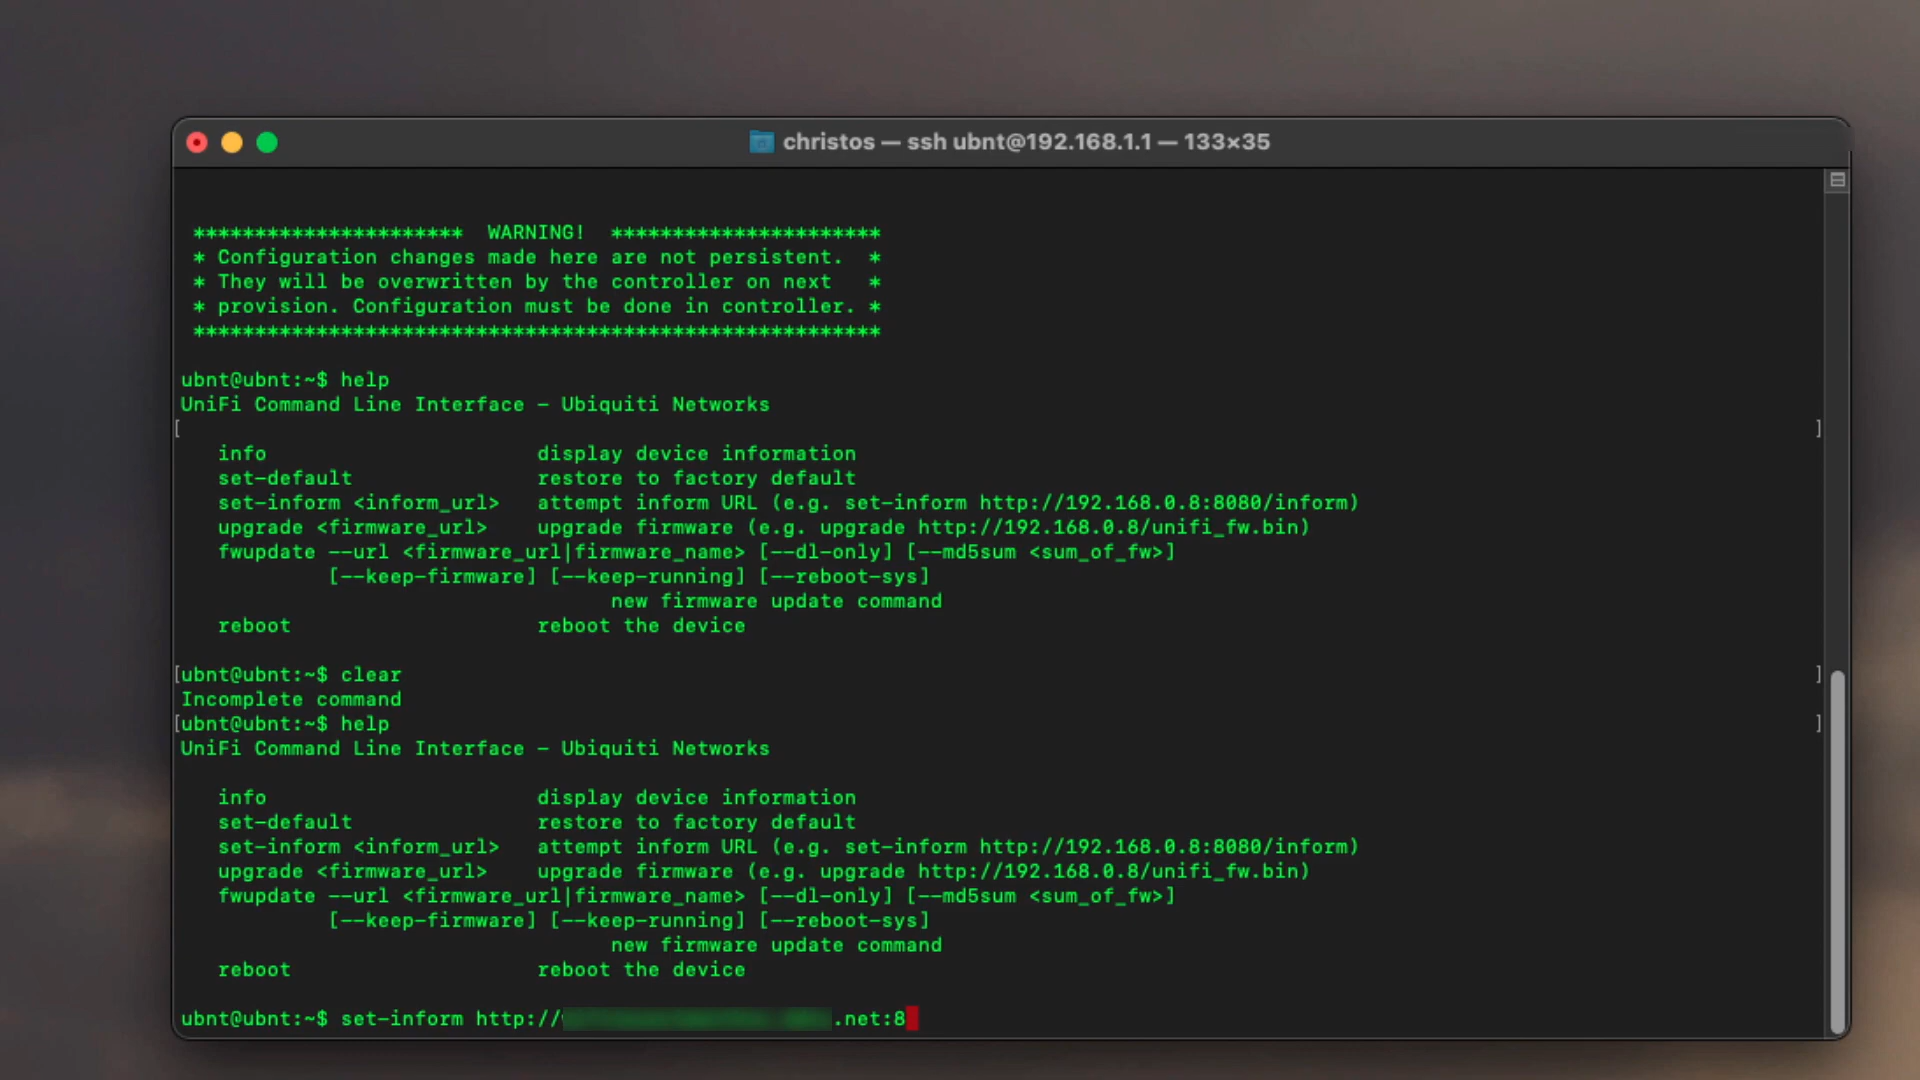 christos — ssh ubnt@192.168.1.1 — 133×35
********************** WARNING! **********************
* Configuration changes made here are not persistent. *
* They will be overwritten by the controller on next *
* provision. Configuration must be done in controller. *
********************************************************
ubnt@ubnt:~$ help
UniFi Command Line Interface - Ubiquiti Networks
[ ]
info display device information
set-default restore to factory default
set-inform <inform_url> attempt inform URL (e.g. set-inform http://192.168.0.8:8080/inform)
upgrade <firmware_url> upgrade firmware (e.g. upgrade http://192.168.0.8/unifi_fw.bin)
fwupdate --url <firmware_url|firmware_name> [--dl-only] [--md5sum <sum_of_fw>]
[--keep-firmware] [--keep-running] [--reboot-sys]
new firmware update command
reboot reboot the device
[ubnt@ubnt:~$ clear ]
Incomplete command
[ubnt@ubnt:~$ help ]
UniFi Command Line Interface - Ubiquiti Networks
info display device information
set-default restore to factory default
set-inform <inform_url> attempt inform URL (e.g. set-inform http://192.168.0.8:8080/inform)
upgrade <firmware_url> upgrade firmware (e.g. upgrade http://192.168.0.8/unifi_fw.bin)
fwupdate --url <firmware_url|firmware_name> [--dl-only] [--md5sum <sum_of_fw>]
[--keep-firmware] [--keep-running] [--reboot-sys]
new firmware update command
reboot reboot the device
ubnt@ubnt:~$ set-inform http:// .net:8